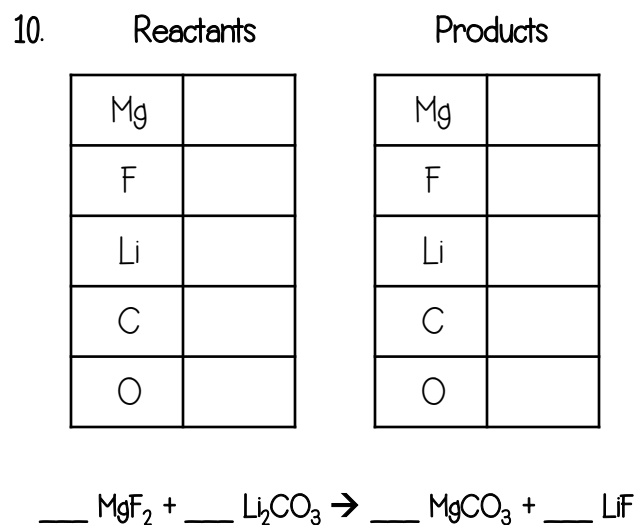 10. Reactants Products
Mg Mg
F F
Li Li
C C
O O
___ MgF₂ + ___ Li₂CO₃ → ___ MgCO₃ + ___ LiF